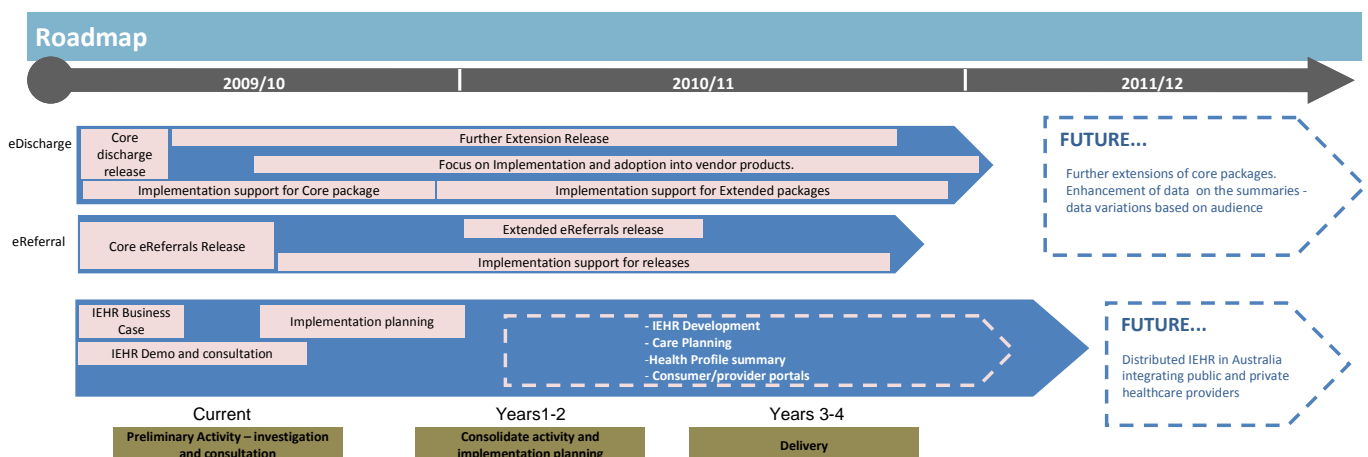 Roadmap
2009/10
2010/11
2011/12
eDischarge
Core
discharge
release
Further Extension Release
Focus on Implementation and adoption into vendor products.
Implementation support for Core package
Implementation support for Extended packages
FUTURE...
Further extensions of core packages.
Enhancement of data on the summaries -
data variations based on audience
eReferral
Core eReferrals Release
Extended eReferrals release
Implementation support for releases
IEHR Business
Case
Implementation planning
IEHR Demo and consultation
- IEHR Development
- Care Planning
-Health Profile summary
- Consumer/provider portals
FUTURE...
Distributed IEHR in Australia
integrating public and private
healthcare providers
Current
Years1-2
Years 3-4
Preliminary Activity – investigation
and consultation
Consolidate activity and
implementation planning
Delivery